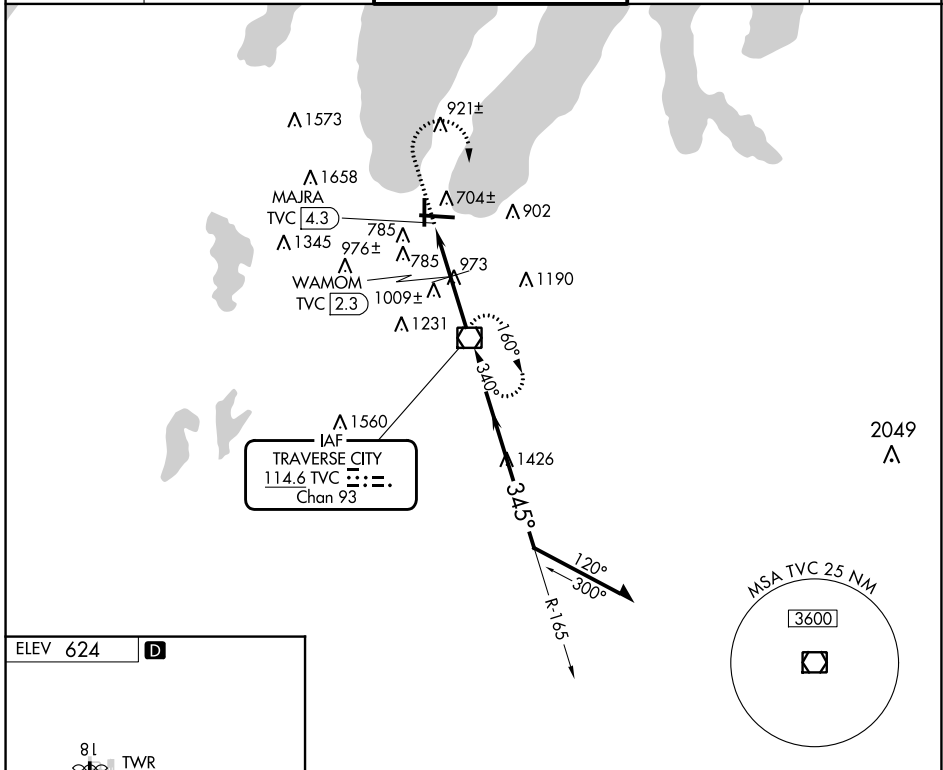 921±
1573
1658
MAJRA
TVC 4.3
704±
902
785
1345
976±
785
973
WAMOM
TVC 2.3
1009±
1190
1231
160°
340°
1560
IAF
TRAVERSE CITY
114.6 TVC
Chan 93
1426
2049
345°
120°
300°
R-165
MSA TVC 25 NM
3600
ELEV 624 D
18
TWR